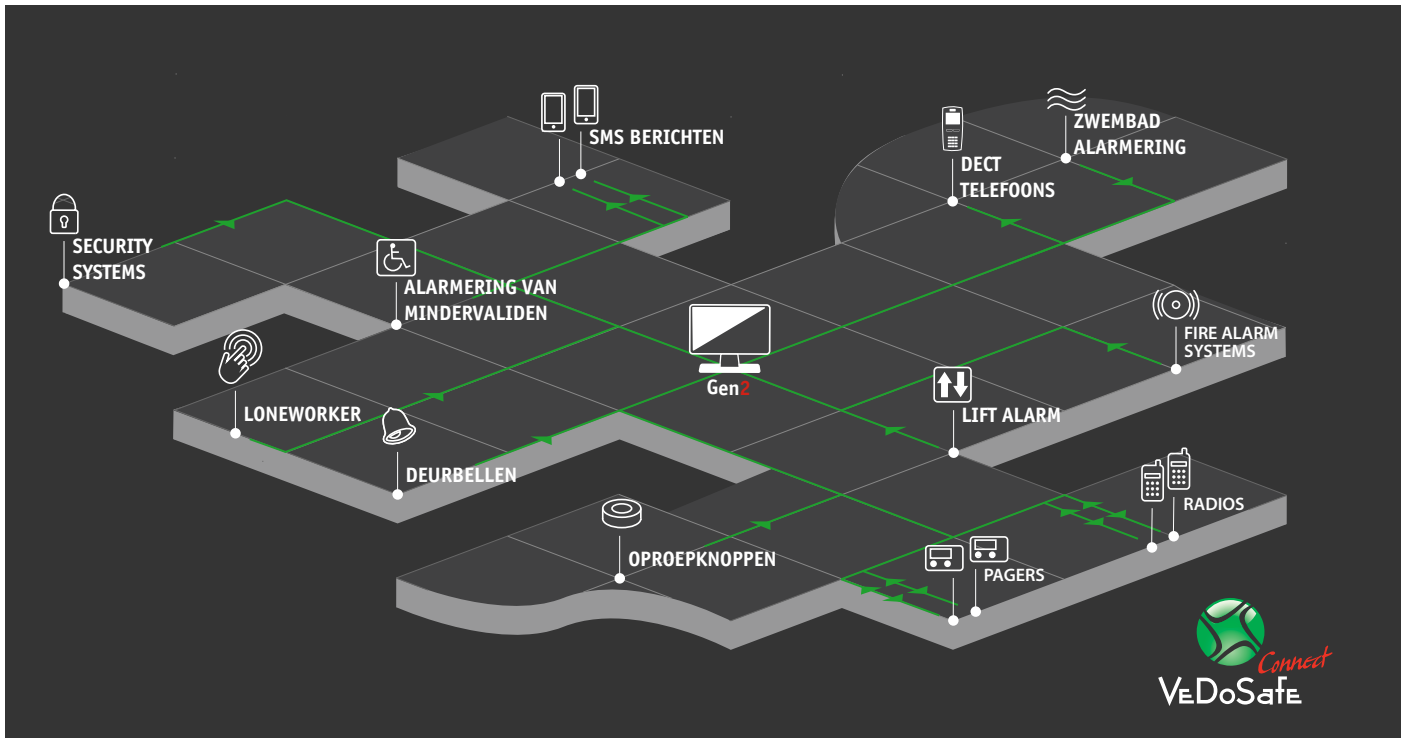 SMS BERICHTEN
ZWEMBAD
ALARMERING
DECT
TELEFOONS
SECURITY
SYSTEMS
ALARMERING VAN
MINDERVALIDEN
FIRE ALARM
SYSTEMS
Gen2
LONEWORKER
LIFT ALARM
DEURBELLEN
RADIOS
OPROEPKNOPPEN
PAGERS
Connect
VEDoSafE